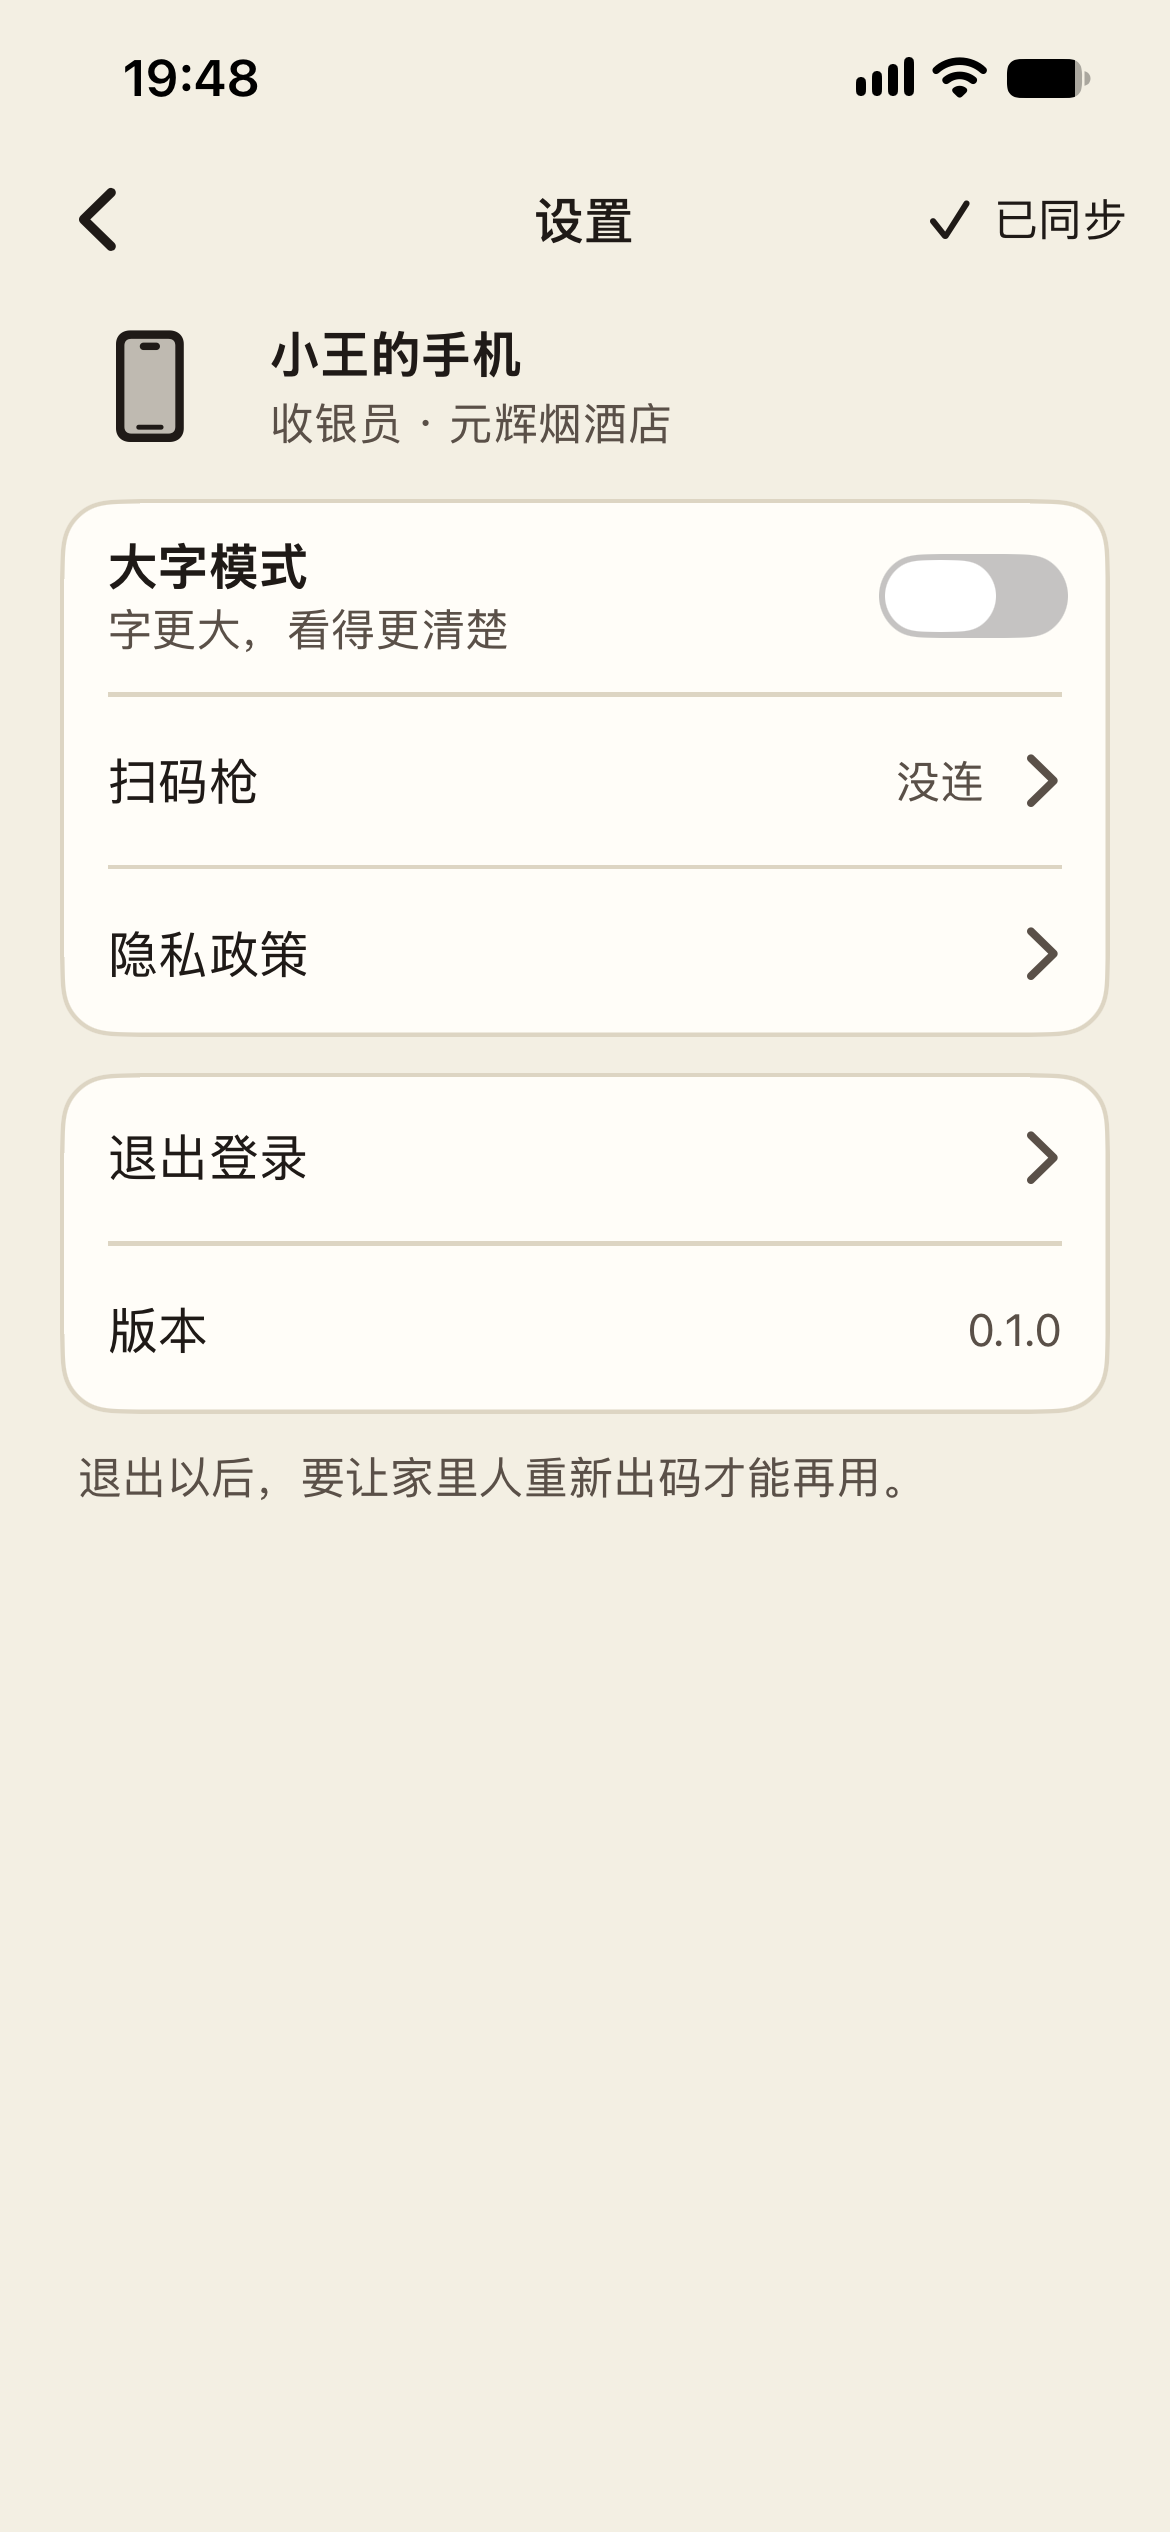 19:48
设置
已同步
小王的手机
收银员 · 元辉烟酒店
大字模式
字更大，看得更清楚
扫码枪
没连
隐私政策
退出登录
版本
0.1.0
退出以后，要让家里人重新出码才能再用。